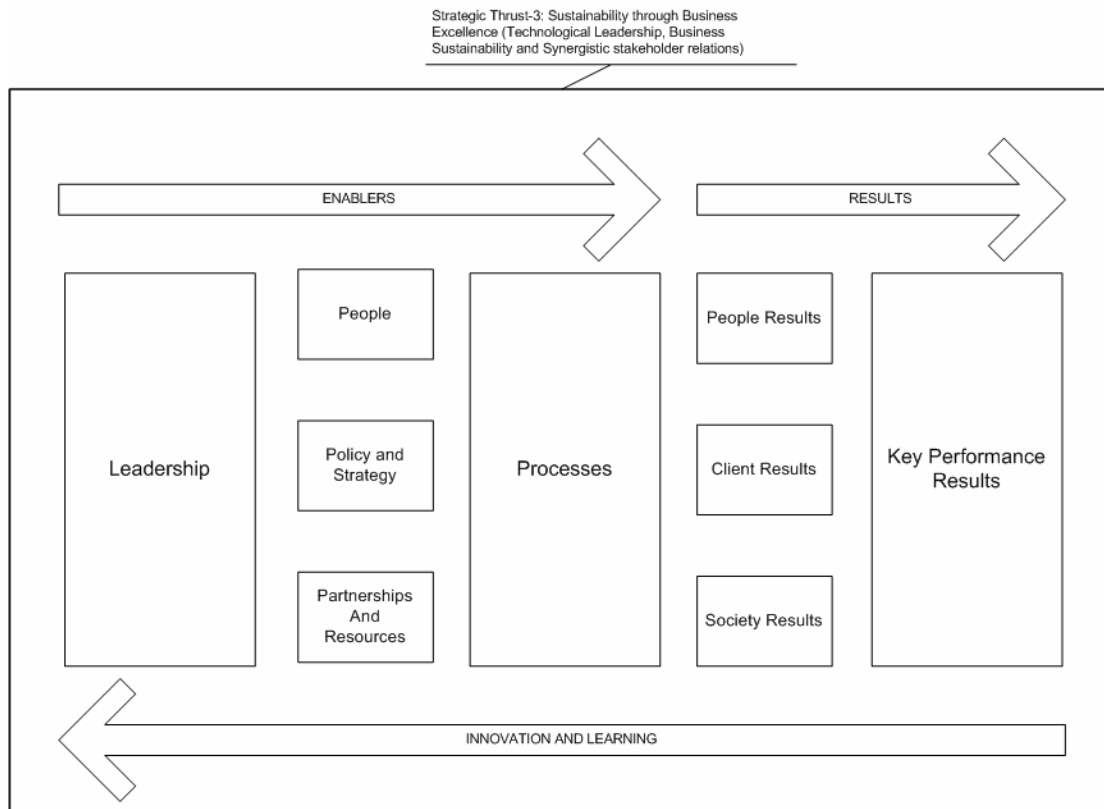 Strategic Thrust-3: Sustainability through Business
Excellence (Technological Leadership, Business
Sustainability and Synergistic stakeholder relations)
ENABLERS
RESULTS
Leadership
People
Policy and
Strategy
Partnerships
And
Resources
Processes
People Results
Client Results
Society Results
Key Performance
Results
INNOVATION AND LEARNING